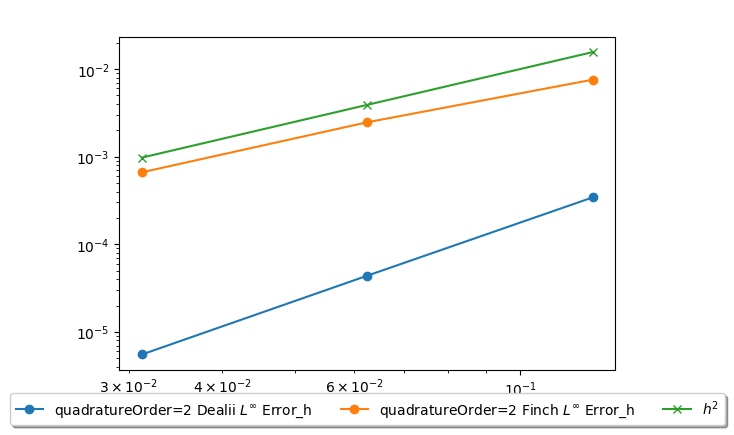 10⁻²
10⁻³
10⁻⁴
10⁻⁵
3 × 10⁻² 4 × 10⁻² 6 × 10⁻² 10⁻¹
quadratureOrder=2 Dealii L^∞ Error_h quadratureOrder=2 Finch L^∞ Error_h h²